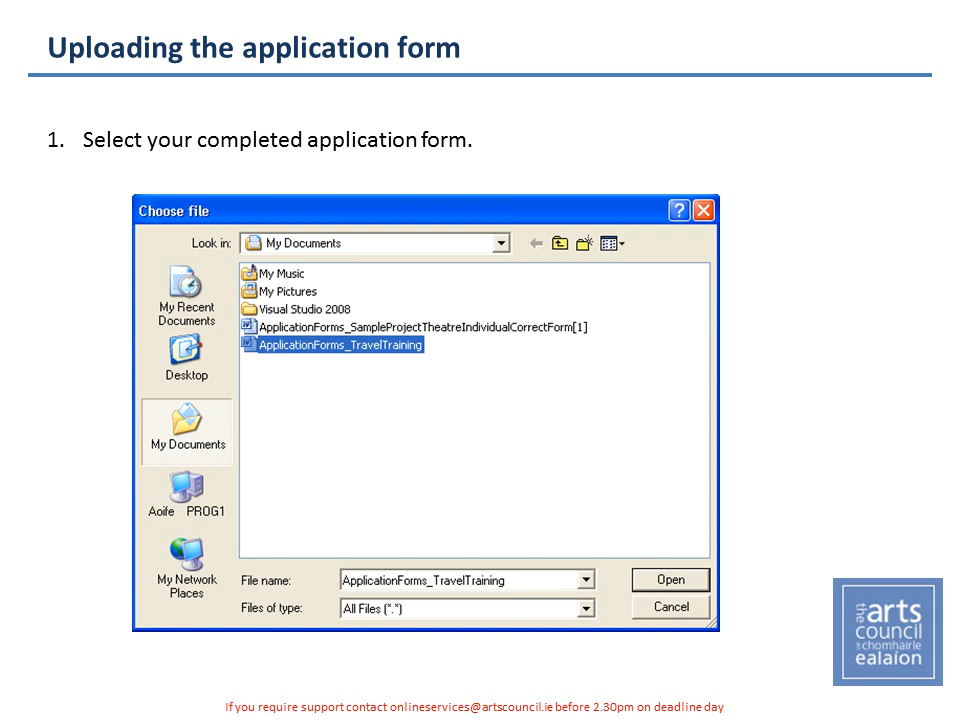 Uploading the application form
1. Select your completed application form.
Choose file
Look in: My Documents
My Recent
Documents
Desktop
My Documents
Aoife PROG1
My Network
Places
My Music
My Pictures
Visual Studio 2008
ApplicationForms_SampleProjectTheatreIndividualCorrectForm[1]
ApplicationForms_TravelTraining
File name: ApplicationForms_TravelTraining Open
Files of type: All Files (*.*) Cancel
the arts
council
chomhairle
ealaíon
If you require support contact onlineservices@artscouncil.ie before 2.30pm on deadline day